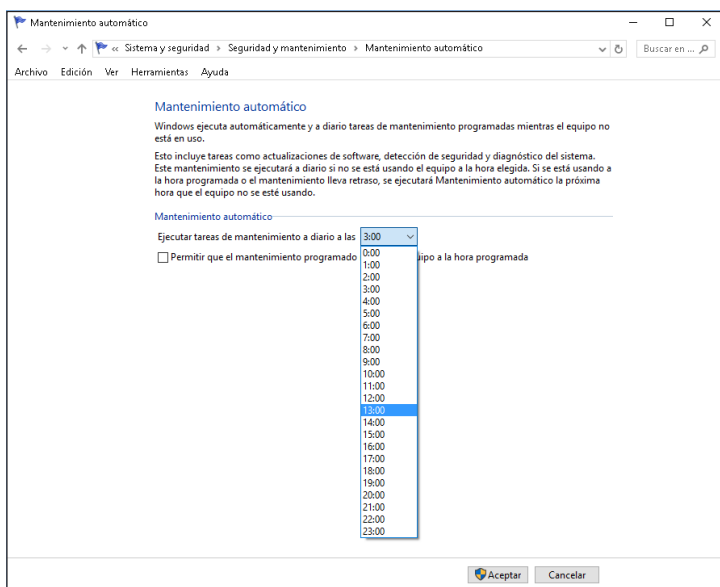 Mantenimiento automático
« Sistema y seguridad > Seguridad y mantenimiento > Mantenimiento automático
Buscar en ...
Archivo Edición Ver Herramientas Ayuda
Mantenimiento automático
Windows ejecuta automáticamente y a diario tareas de mantenimiento programadas mientras el equipo no
está en uso.
Esto incluye tareas como actualizaciones de software, detección de seguridad y diagnóstico del sistema.
Este mantenimiento se ejecutará a diario si no se está usando el equipo a la hora elegida. Si se está usando a
la hora programada o el mantenimiento lleva retraso, se ejecutará Mantenimiento automático la próxima
hora que el equipo no se esté usando.
Mantenimiento automático
Ejecutar tareas de mantenimiento a diario a las 3:00
Permitir que el mantenimiento programado uipo a la hora programada
0:00
1:00
2:00
3:00
4:00
5:00
6:00
7:00
8:00
9:00
10:00
11:00
12:00
13:00
14:00
15:00
16:00
17:00
18:00
19:00
20:00
21:00
22:00
23:00
Aceptar Cancelar